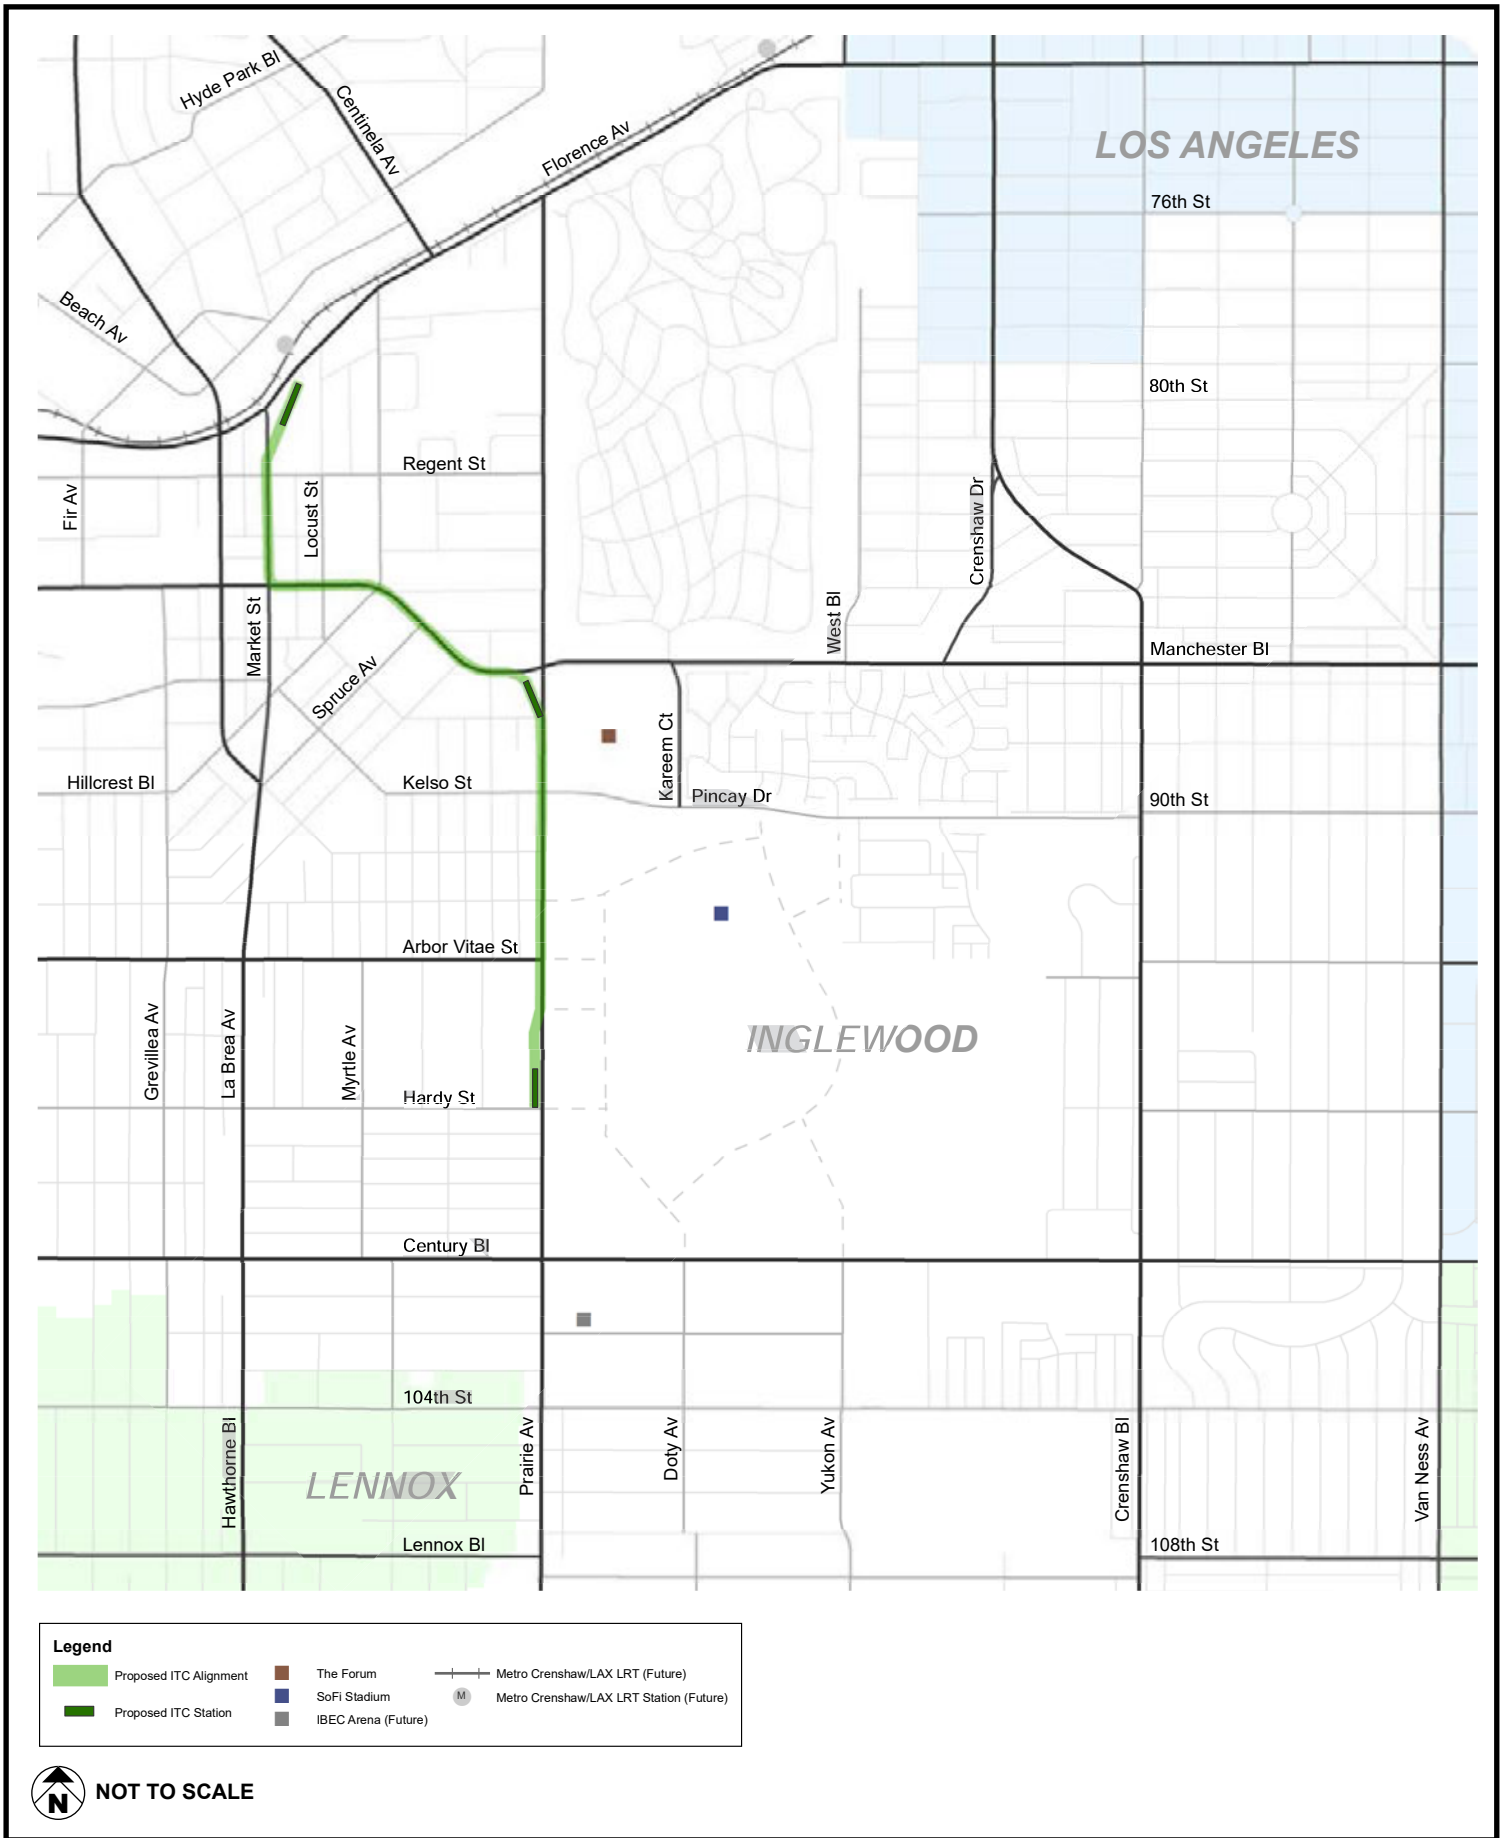 Hyde Park Bl
Centinela Av
Florence Av
LOS ANGELES
76th St
Beach Av
80th St
Regent St
Fir Av
Locust St
Crenshaw Dr
West Bl
Market St
Manchester Bl
Spruce Av
Kareem Ct
Hillcrest Bl
Kelso St
Pincay Dr
90th St
Arbor Vitae St
Grevillea Av
La Brea Av
Myrtle Av
INGLEWOOD
Hardy St
Century Bl
104th St
Hawthorne Bl
LENNOX
Prairie Av
Doty Av
Yukon Av
Crenshaw Bl
Van Ness Av
Lennox Bl
108th St
Legend
Proposed ITC Alignment
Proposed ITC Station
The Forum
SoFi Stadium
IBEC Arena (Future)
Metro Crenshaw/LAX LRT (Future)
M
Metro Crenshaw/LAX LRT Station (Future)
N
NOT TO SCALE